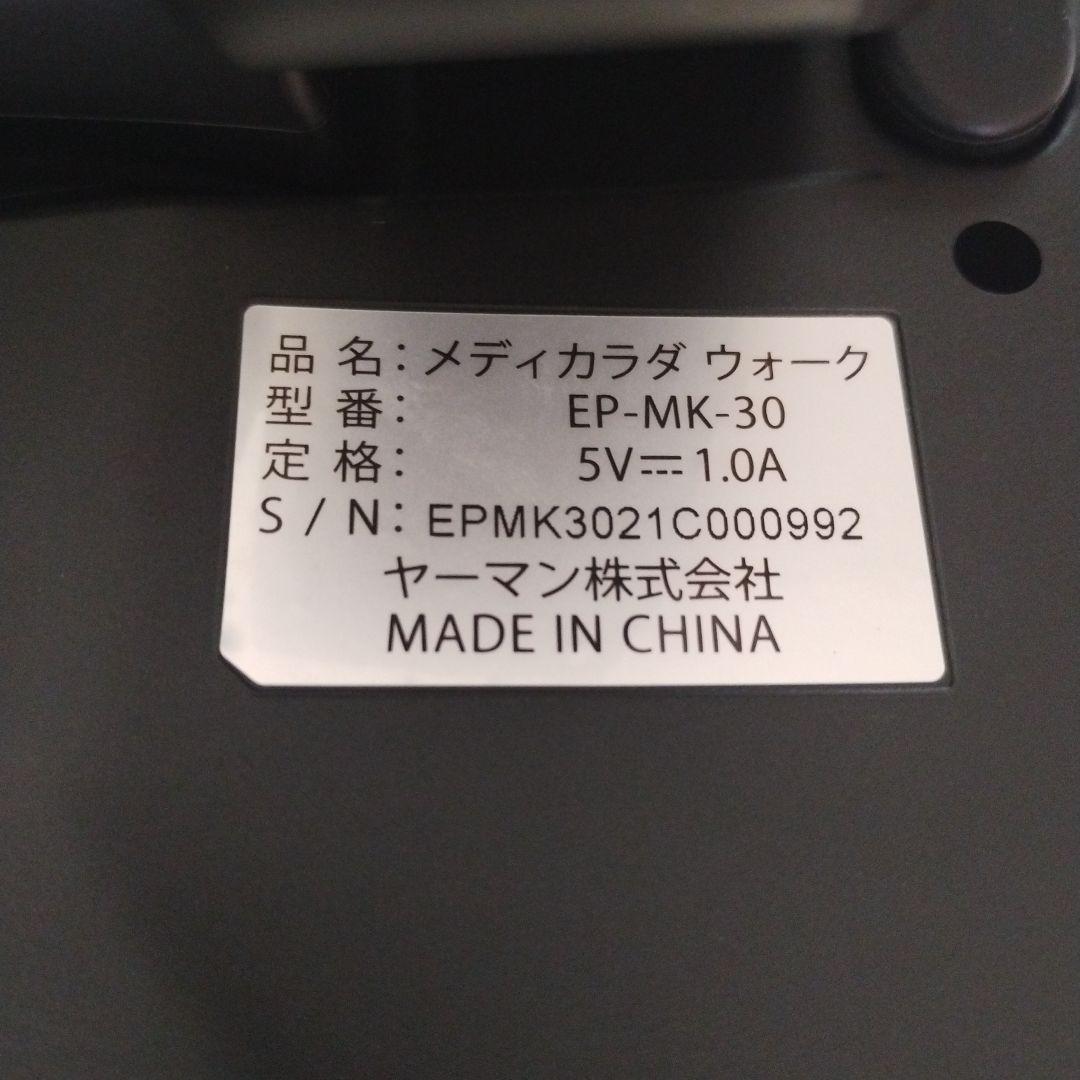 品 名：メディカラダ ウォーク
型 番： EP-MK-30
定 格： 5V⎓1.0A
S / N：EPMK3021C000992
ヤーマン株式会社
MADE IN CHINA